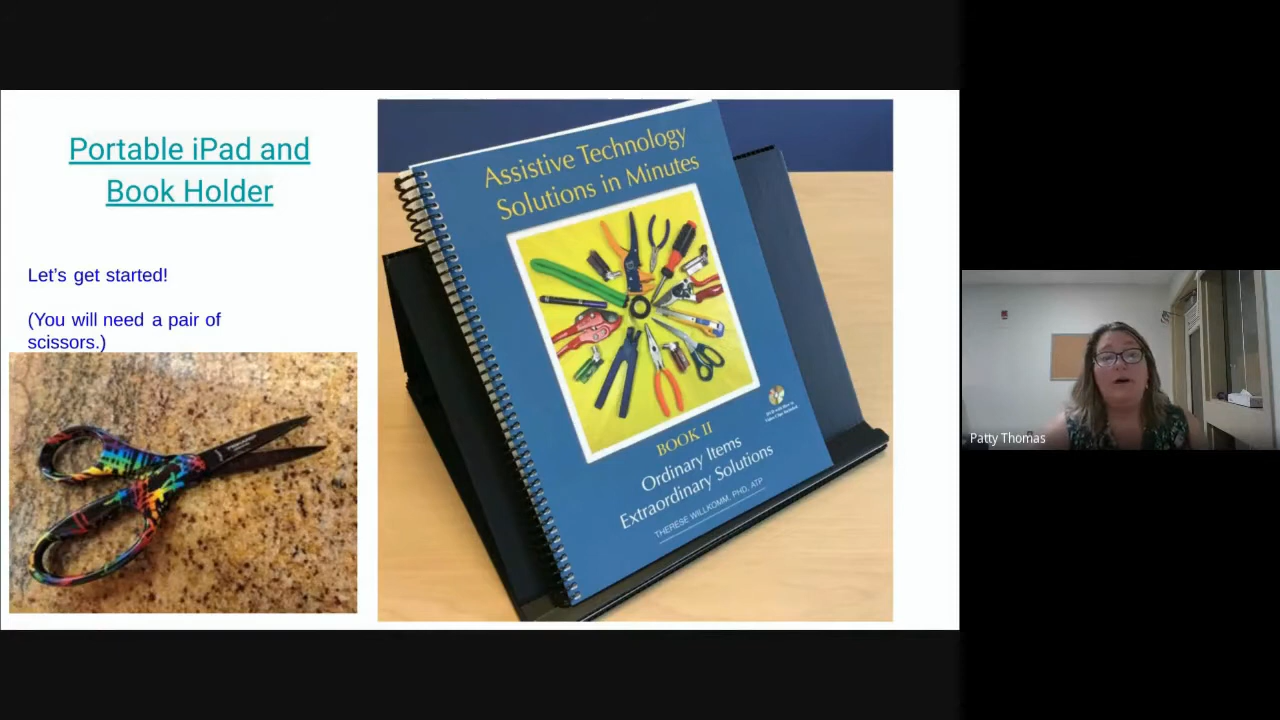 Portable iPad and
Book Holder
Let's get started!
(You will need a pair of
scissors.)
Assistive Technology
Solutions in Minutes
BOOK II
Ordinary Items
Extraordinary Solutions
THERESE WILLKOMM, PHD, ATP
Patty Thomas